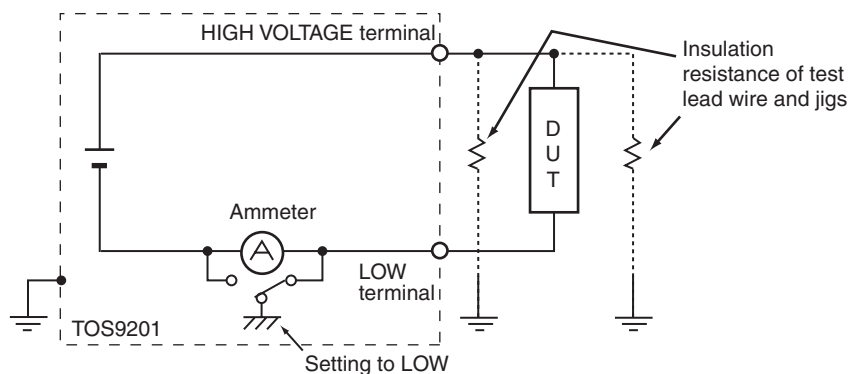 HIGH VOLTAGE terminal
Insulation
resistance of test
lead wire and jigs
D
U
T
Ammeter
A
LOW
terminal
TOS9201
Setting to LOW